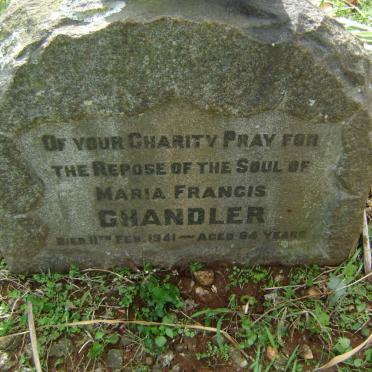 OF YOUR CHARITY PRAY FOR
THE REPOSE OF THE SOUL OF
MARIA FRANCIS
CHANDLER
DIED 11TH FEB. 1941 — AGED 64 YEARS